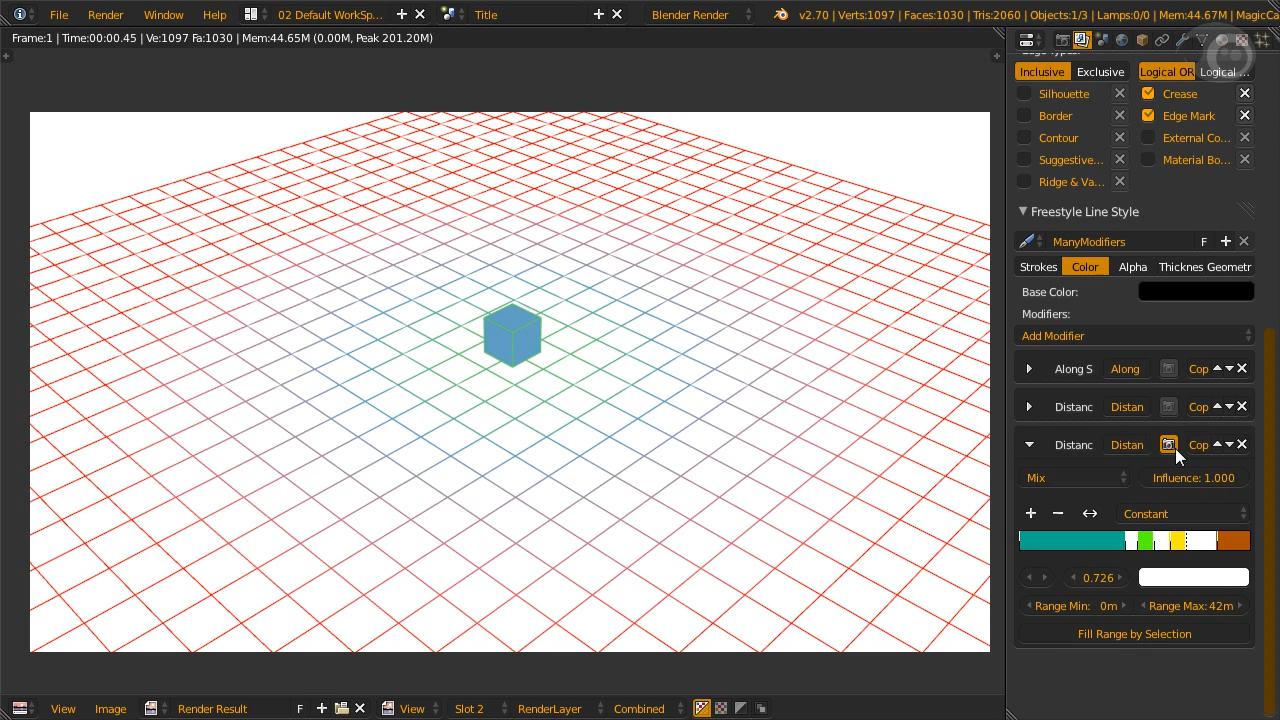 File Render Window Help 02 Default WorkSp... Title Blender Render v2.70 | Verts:1097 | Faces:1030 | Tris:2060 | Objects:1/3 | Lamps:0/0 | Mem:44.67M | MagicCa
Frame:1 | Time:00:00.45 | Ve:1097 Fa:1030 | Mem:44.65M (0.00M, Peak 201.20M)
Inclusive Exclusive Logical OR Logical ...
Silhouette Crease
Border Edge Mark
Contour External Co...
Suggestive... Material Bo...
Ridge & Va...
Freestyle Line Style
ManyModifiers F
Strokes Color Alpha Thicknes Geometr
Base Color:
Modifiers:
Add Modifier
Along S Along Cop
Distanc Distan Cop
Distanc Distan Cop
Mix Influence: 1.000
Constant
0.726
Range Min: 0m Range Max: 42m
Fill Range by Selection
View Image Render Result F View Slot 2 RenderLayer Combined